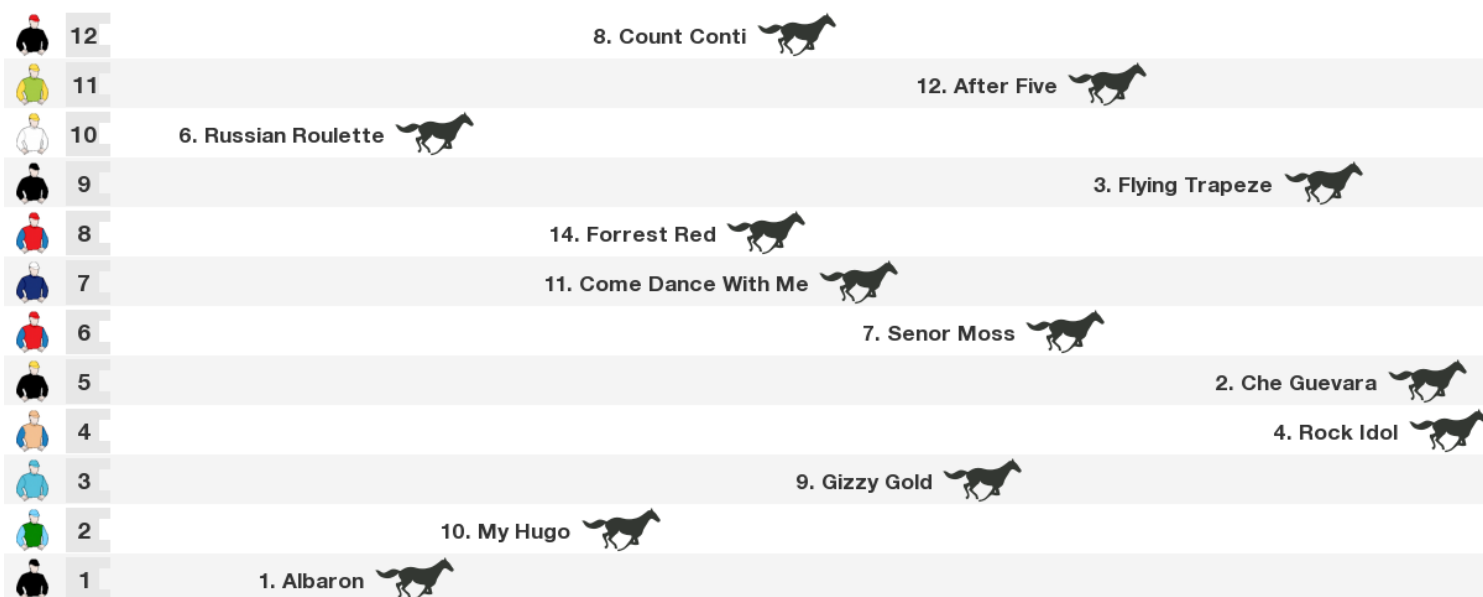 12 8. Count Conti
11 12. After Five
10 6. Russian Roulette
9 3. Flying Trapeze
8 14. Forrest Red
7 11. Come Dance With Me
6 7. Senor Moss
5 2. Che Guevara
4 4. Rock Idol
3 9. Gizzy Gold
2 10. My Hugo
1 1. Albaron